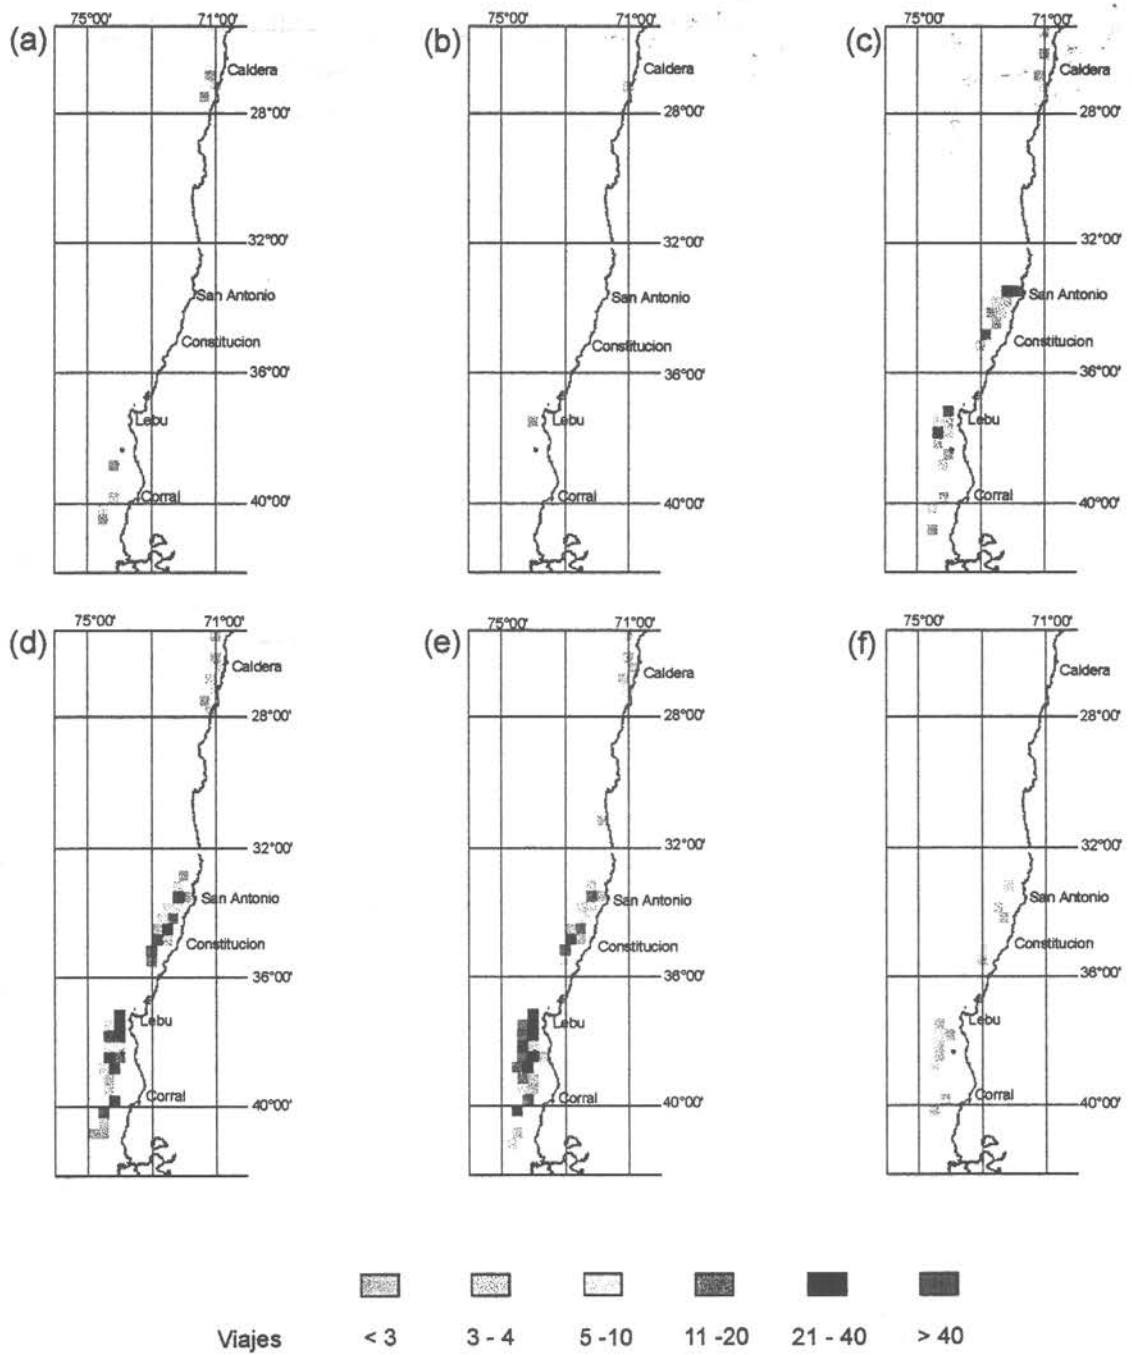 (a) 75°00' 71°00'
Caldera
28°00'
32°00'
San Antonio
Constitucion
36°00'
Lebu
Corral
40°00'
(b) 75°00' 71°00'
Caldera
28°00'
32°00'
San Antonio
Constitucion
36°00'
Lebu
Corral
40°00'
(c) 75°00' 71°00'
Caldera
28°00'
32°00'
San Antonio
Constitucion
36°00'
Lebu
Corral
40°00'
(d) 75°00' 71°00'
Caldera
28°00'
32°00'
San Antonio
Constitucion
36°00'
Lebu
Corral
40°00'
(e) 75°00' 71°00'
Caldera
28°00'
32°00'
San Antonio
Constitucion
36°00'
Lebu
Corral
40°00'
(f) 75°00' 71°00'
Caldera
28°00'
32°00'
San Antonio
Constitucion
36°00'
Lebu
Corral
40°00'
Viajes < 3 3 - 4 5 -10 11 -20 21 - 40 > 40